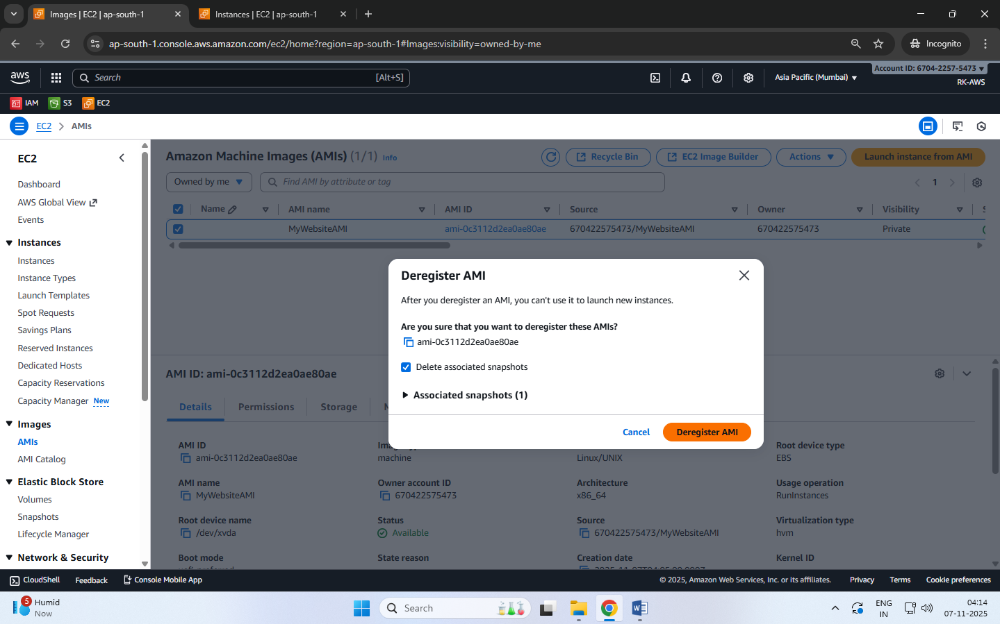 Images | EC2 | ap-south-1
Instances | EC2 | ap-south-1
ap-south-1.console.aws.amazon.com/ec2/home?region=ap-south-1#Images:visibility=owned-by-me
Incognito
aws
Search
[Alt+S]
Asia Pacific (Mumbai)
Account ID: 6704-2257-5473
RK-AWS
IAM
S3
EC2
EC2
AMIs
EC2
Dashboard
AWS Global View
Events
Instances
Instances
Instance Types
Launch Templates
Spot Requests
Savings Plans
Reserved Instances
Dedicated Hosts
Capacity Reservations
Capacity Manager New
Images
AMIs
AMI Catalog
Elastic Block Store
Volumes
Snapshots
Lifecycle Manager
Network & Security
Amazon Machine Images (AMIs) (1/1) Info
Recycle Bin
EC2 Image Builder
Actions
Launch instance from AMI
Owned by me
Find AMI by attribute or tag
1
Name
AMI name
AMI ID
Source
Owner
Visibility
MyWebsiteAMI
ami-0c3112d2ea0ae80ae
670422575473/MyWebsiteAMI
670422575473
Private
Deregister AMI
After you deregister an AMI, you can't use it to launch new instances.
Are you sure that you want to deregister these AMIs?
ami-0c3112d2ea0ae80ae
Delete associated snapshots
Associated snapshots (1)
Cancel
Deregister AMI
AMI ID: ami-0c3112d2ea0ae80ae
Details
Permissions
Storage
AMI ID
ami-0c3112d2ea0ae80ae
machine
Linux/UNIX
Root device type
EBS
AMI name
MyWebsiteAMI
Owner account ID
670422575473
Architecture
x86_64
Usage operation
RunInstances
Root device name
/dev/xvda
Status
Available
Source
670422575473/MyWebsiteAMI
Virtualization type
hvm
Boot mode
State reason
Creation date
Kernel ID
CloudShell
Feedback
Console Mobile App
© 2025, Amazon Web Services, Inc. or its affiliates.
Privacy
Terms
Cookie preferences
5
Humid
Now
Search
ENG
IN
04:14
07-11-2025